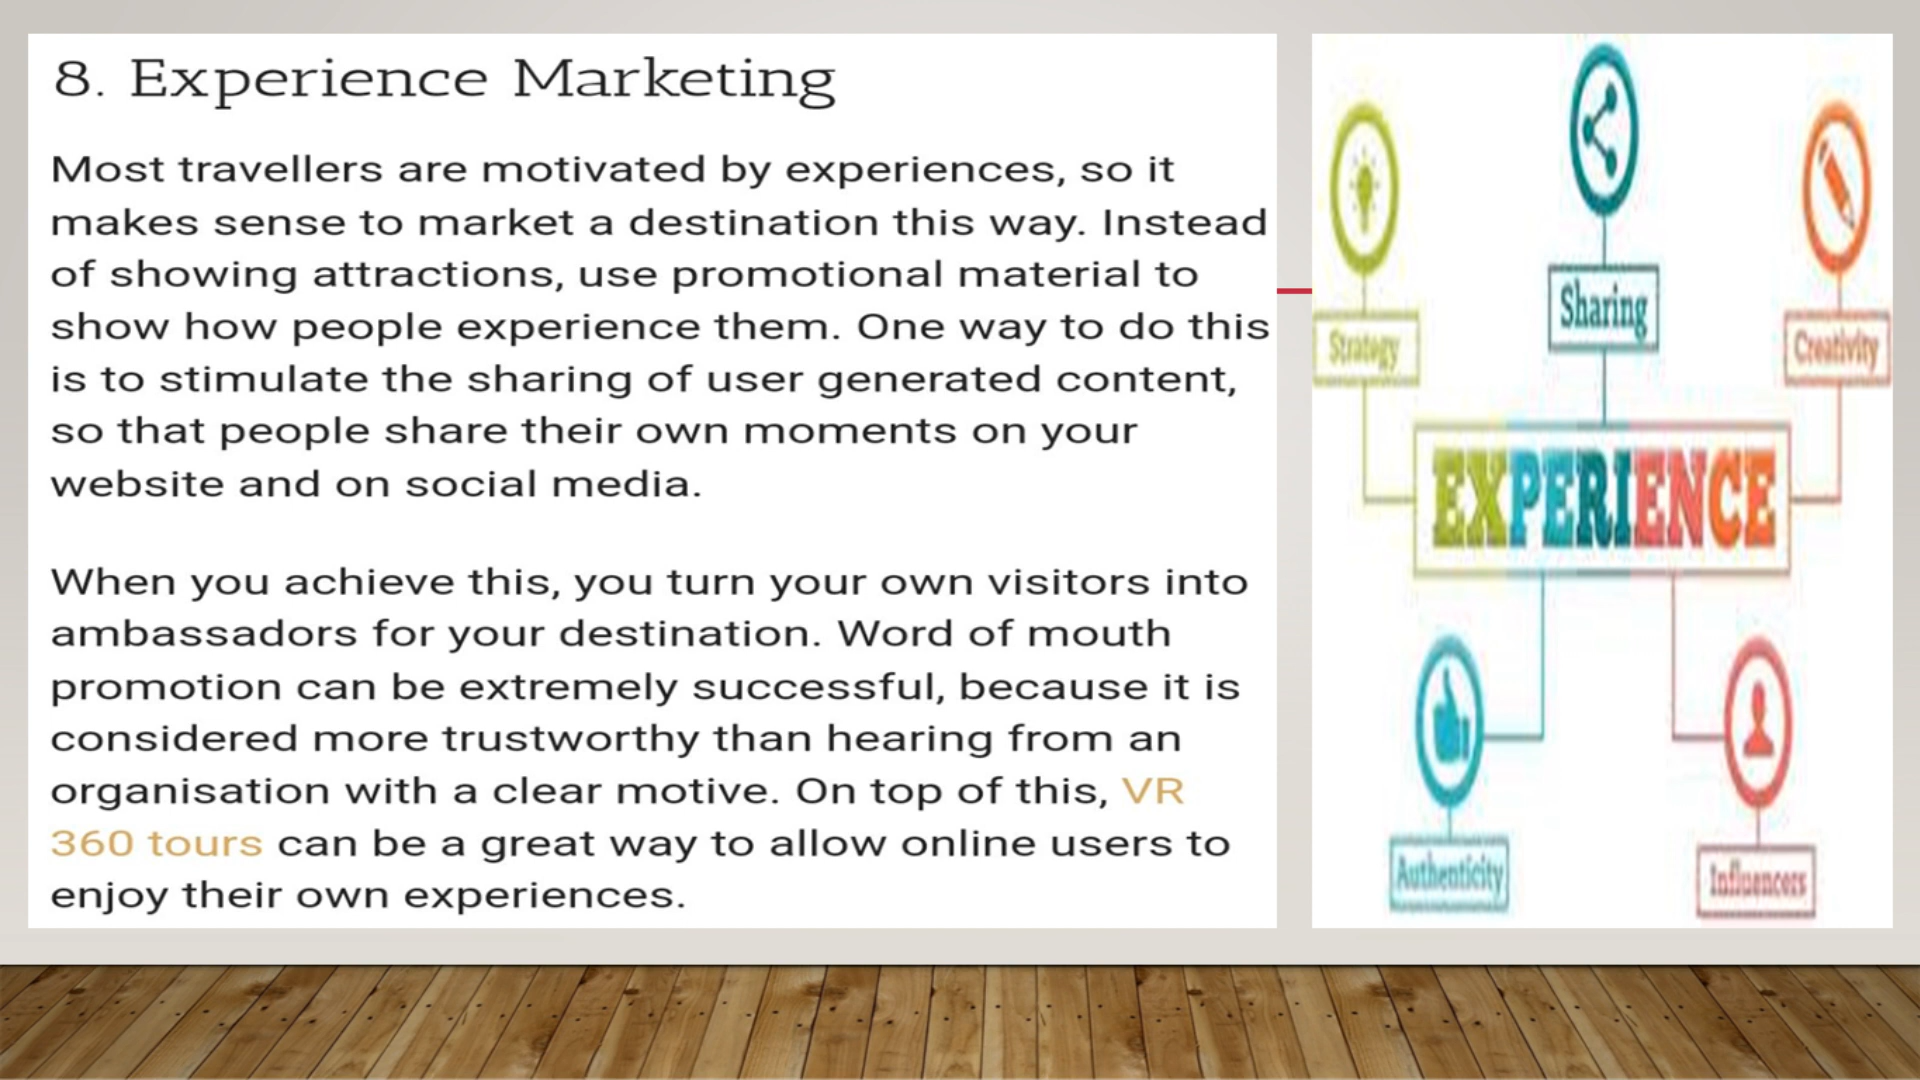 8. Experience Marketing
Most travellers are motivated by experiences, so it
makes sense to market a destination this way. Instead
of showing attractions, use promotional material to
show how people experience them. One way to do this
is to stimulate the sharing of user generated content,
so that people share their own moments on your
website and on social media.
When you achieve this, you turn your own visitors into
ambassadors for your destination. Word of mouth
promotion can be extremely successful, because it is
considered more trustworthy than hearing from an
organisation with a clear motive. On top of this, VR
360 tours can be a great way to allow online users to
enjoy their own experiences.
Sharing
Strategy
Creativity
EXPERIENCE
Authenticity
Influencers